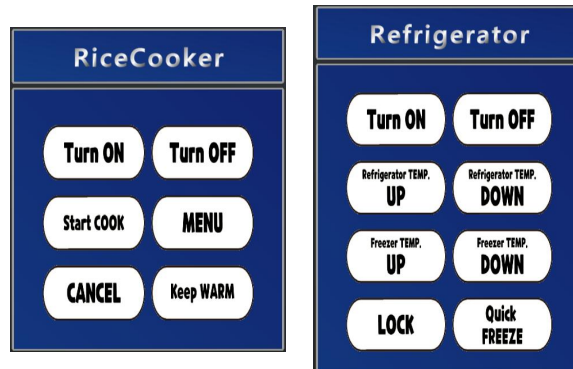 RiceCooker
Turn ON
Turn OFF
Start COOK
MENU
CANCEL
Keep WARM
Refrigerator
Turn ON
Turn OFF
Refrigerator TEMP.
UP
Refrigerator TEMP.
DOWN
Freezer TEMP.
UP
Freezer TEMP.
DOWN
LOCK
Quick
FREEZE